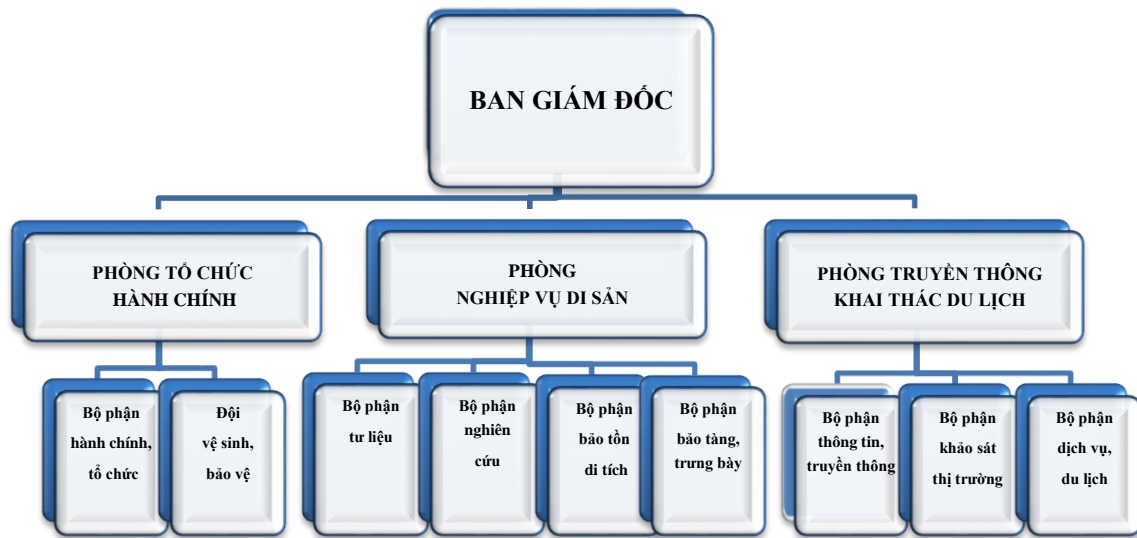 BAN GIÁM ĐỐC
PHÒNG TỔ CHỨC
HÀNH CHÍNH
PHÒNG
NGHIỆP VỤ DI SẢN
PHÒNG TRUYỀN THÔNG
KHAI THÁC DU LỊCH
Bộ phận
hành chính,
tổ chức
Đội
vệ sinh,
bảo vệ
Bộ phận
tư liệu
Bộ phận
nghiên
cứu
Bộ phận
bảo tồn
di tích
Bộ phận
bảo tàng,
trưng bày
Bộ phận
thông tin,
truyền thông
Bộ phận
khảo sát
thị trường
Bộ phận
dịch vụ,
du lịch